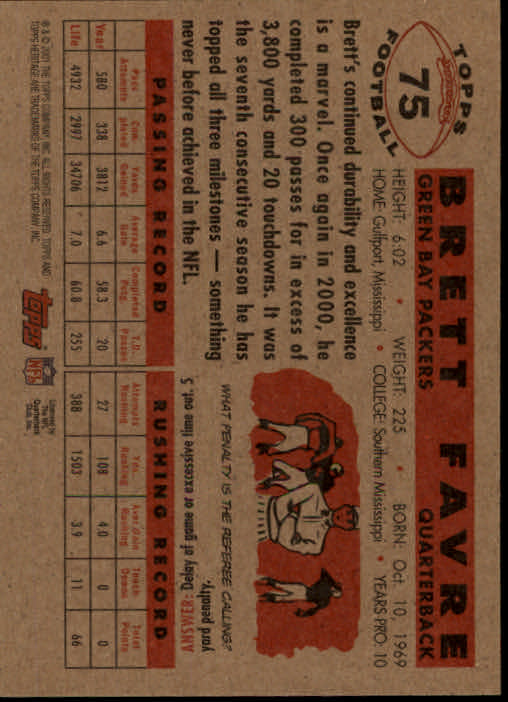 TOPPS
75
FOOTBALL
BRETT FAVRE
GREEN BAY PACKERS QUARTERBACK
HEIGHT: 6:02 • WEIGHT: 225 • BORN: Oct 10, 1969
HOME: Gulfport, Mississippi • COLLEGE: Southern Mississippi • YEARS PRO: 10
Brett's continued durability and excellence
is a marvel. Once again in 2000, he
completed 300 passes for in excess of
3,800 yards and 20 touchdowns. It was
the seventh consecutive season he has
topped all three milestones — something
never before achieved in the NFL.
WHAT PENALTY IS THE REFEREE CALLING?
ANSWER: Delay of game or excessive time out, 5
yard penalty.
PASSING RECORD RUSHING RECORD
Pass Attempts Com- pleted Yards Gained Average Gain Completed Pctg. T.D. Passes Attempts Rushing Yds. Rushing Aver. Gain Rushing Touch Downs Total Points
Year 580 338 3812 6.6 58.3 20 27 108 4.0 0 0
Life 4932 2997 34706 7.0 60.8 255 388 1503 3.9 11 66
® & © 2001 THE TOPPS COMPANY, INC. ALL RIGHTS RESERVED. TOPPS AND
TOPPS HERITAGE ARE TRADEMARKS OF THE TOPPS COMPANY, INC.
Topps
NFL
Licensed by
The NFL
Quarterback
Club, Inc.